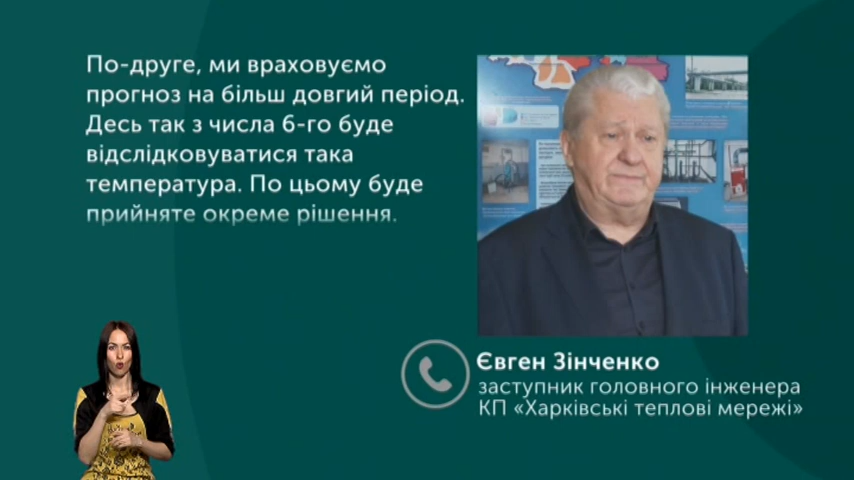 По-друге, ми враховуємо
прогноз на більш довгий період.
Десь так з числа 6-го буде
відслідковуватися така
температура. По цьому буде
прийняте окреме рішення.
Євген Зінченко
заступник головного інженера
КП «Харківські теплові мережі»